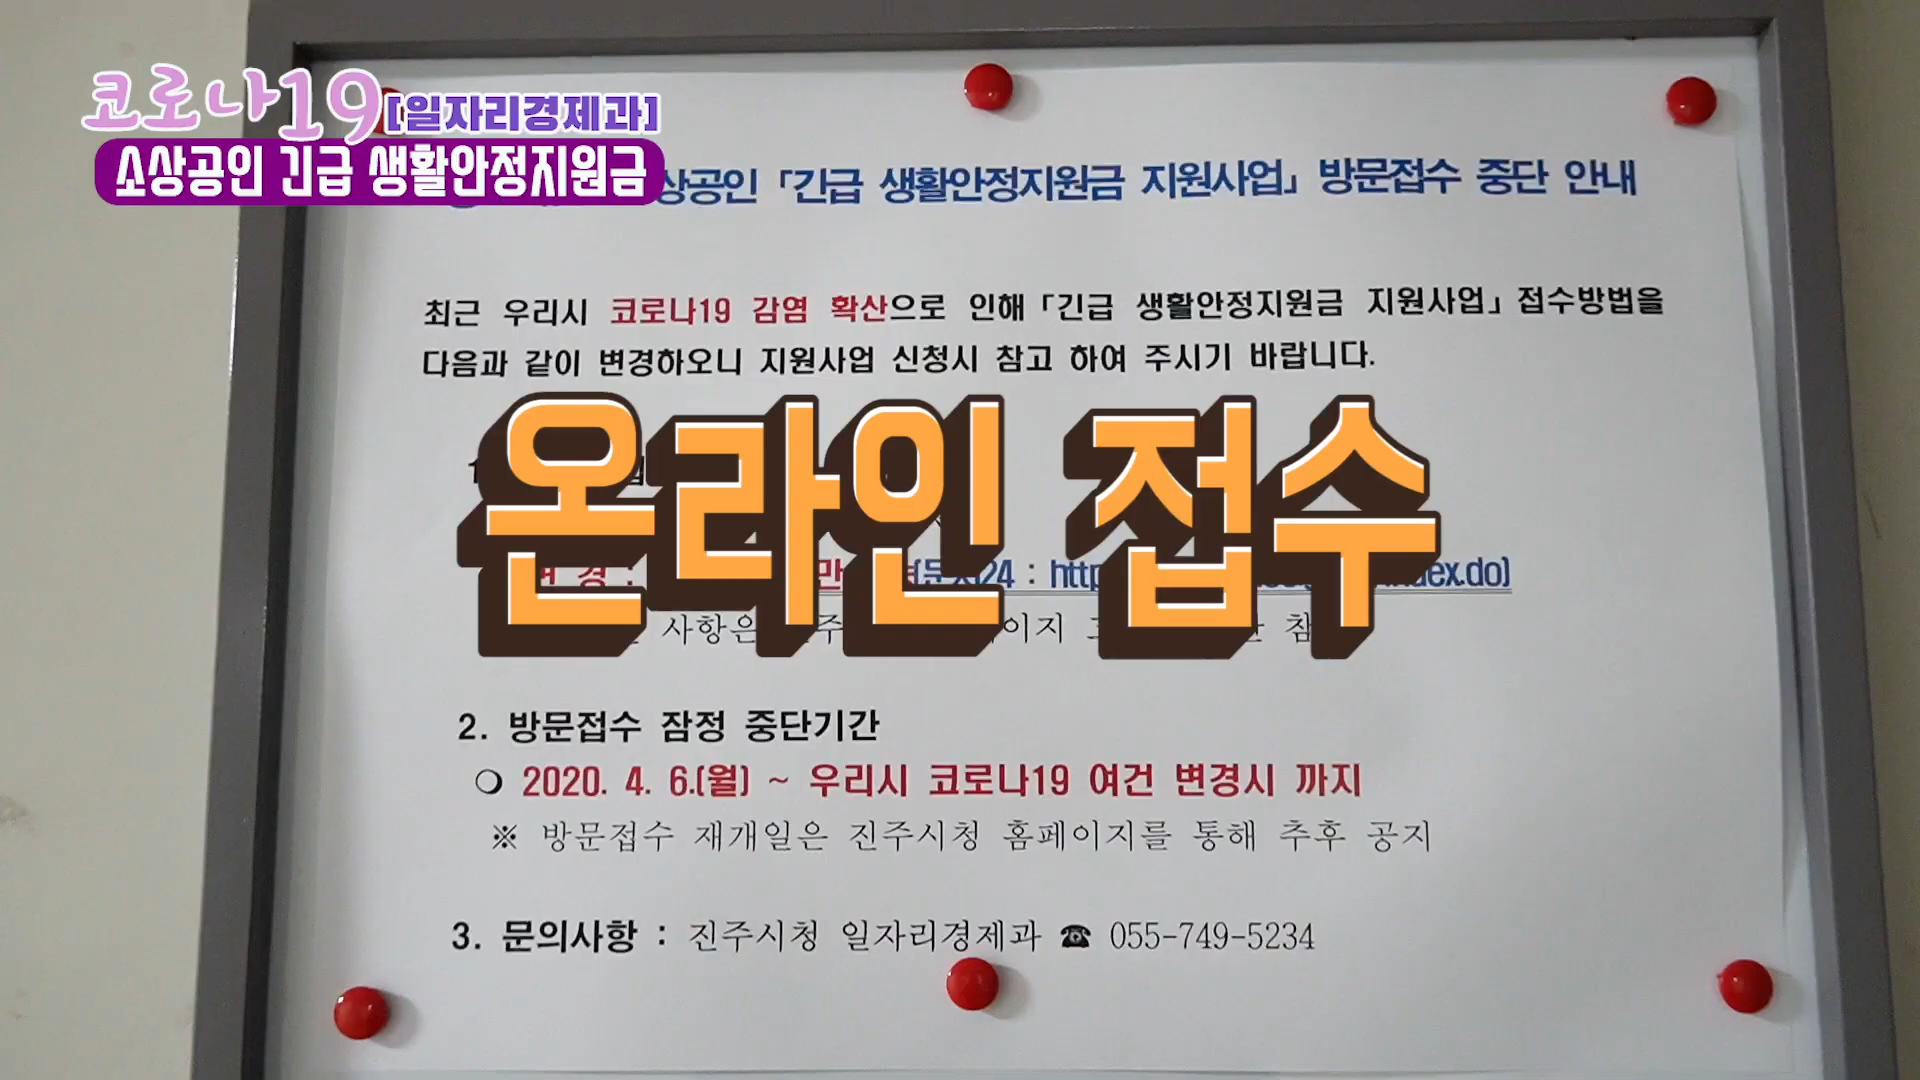 코로나19 [일자리경제과]
소상공인 긴급 생활안정지원금
상공인 「긴급 생활안정지원금 지원사업」 방문접수 중단 안내
최근 우리시 코로나19 감염 확산으로 인해 「긴급 생활안정지원금 지원사업」 접수방법을
다음과 같이 변경하오니 지원사업 신청시 참고 하여 주시기 바랍니다.
온라인 접수
변 경 :
사항은
2. 방문접수 잠정 중단기간
❍ 2020. 4. 6.(월) ~ 우리시 코로나19 여건 변경시 까지
※ 방문접수 재개일은 진주시청 홈페이지를 통해 추후 공지
3. 문의사항 : 진주시청 일자리경제과 ☎ 055-749-5234